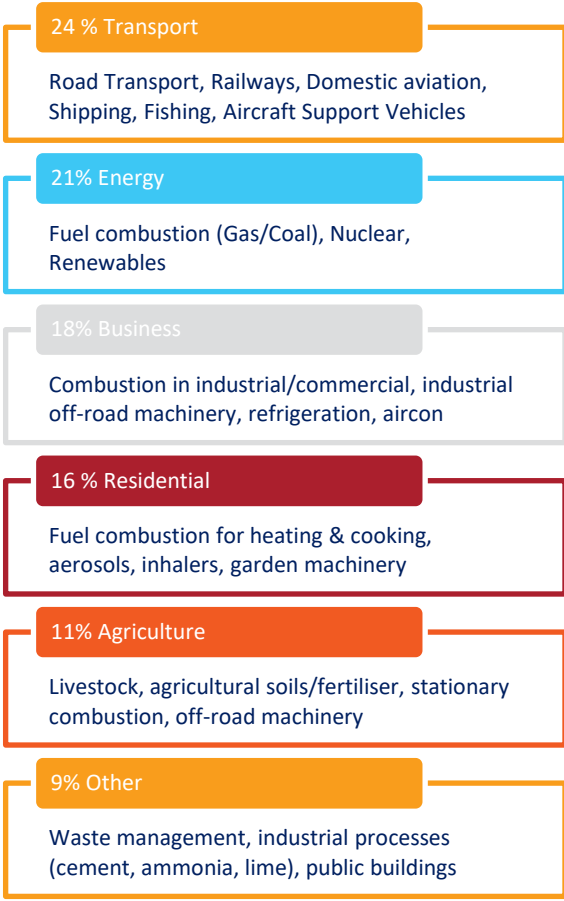 24 % Transport
Road Transport, Railways, Domestic aviation,
Shipping, Fishing, Aircraft Support Vehicles
21% Energy
Fuel combustion (Gas/Coal), Nuclear,
Renewables
18% Business
Combustion in industrial/commercial, industrial
off-road machinery, refrigeration, aircon
16 % Residential
Fuel combustion for heating & cooking,
aerosols, inhalers, garden machinery
11% Agriculture
Livestock, agricultural soils/fertiliser, stationary
combustion, off-road machinery
9% Other
Waste management, industrial processes
(cement, ammonia, lime), public buildings